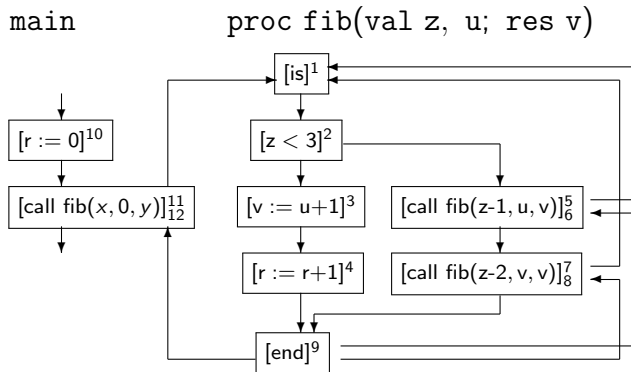 main proc fib(val z, u; res v)
[is]¹
[r := 0]¹⁰ [z < 3]²
[call fib(x, 0, y)]¹¹₁₂ [v := u+1]³ [call fib(z-1, u, v)]⁵₆
[r := r+1]⁴ [call fib(z-2, v, v)]⁷₈
[end]⁹